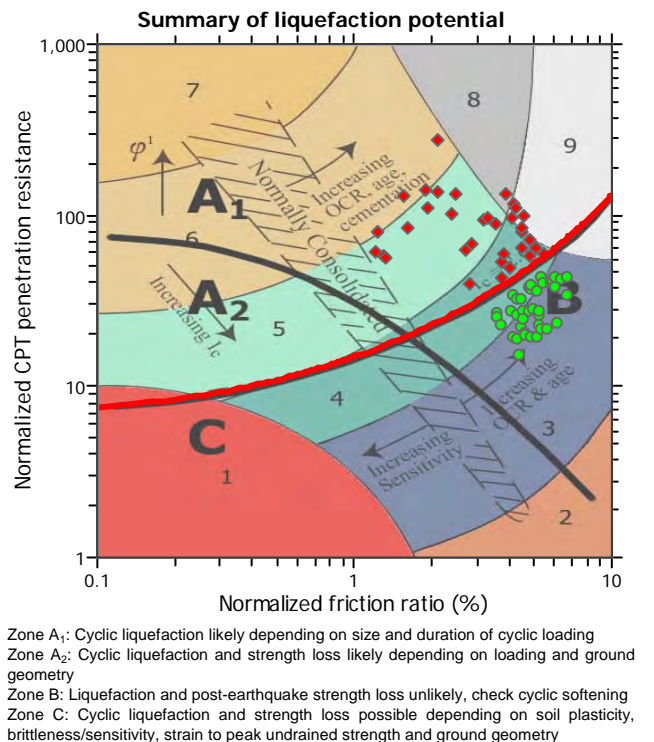 Summary of liquefaction potential
Normalized CPT penetration resistance
1,000
100
10
1
7
8
9
φ¹
Normally Consolidated
Increasing
OCR, age,
cementation
A₁
6
A₂
Increasing Ic
5
Ic
B
4
Increasing
OCR & age
3
C
Increasing
Sensitivity
1
2
0.1
1
10
Normalized friction ratio (%)
Zone A₁: Cyclic liquefaction likely depending on size and duration of cyclic loading
Zone A₂: Cyclic liquefaction and strength loss likely depending on loading and ground
geometry
Zone B: Liquefaction and post-earthquake strength loss unlikely, check cyclic softening
Zone C: Cyclic liquefaction and strength loss possible depending on soil plasticity,
brittleness/sensitivity, strain to peak undrained strength and ground geometry